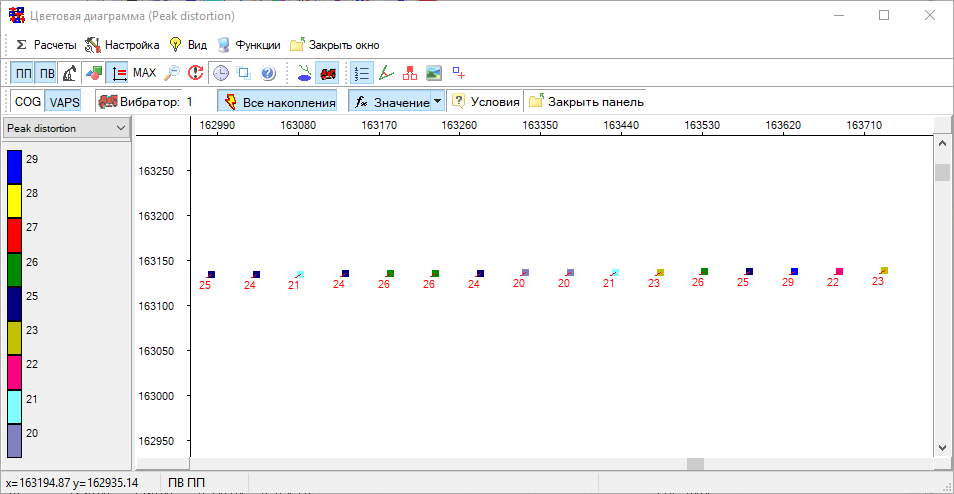 Цветовая диаграмма (Peak distortion)
Σ Расчеты Настройка Вид Функции Закрыть окно
ПП ПВ MAX
COG VAPS Вибратор: 1 Все накопления fx Значение ? Условия Закрыть панель
Peak distortion
162990 163080 163170 163260 163350 163440 163530 163620 163710
29
28
27
26
25
23
22
21
20
163250
163200
163150
163100
163050
163000
162950
25 24 21 24 26 26 24 20 20 21 23 26 25 29 22 23
x=163194.87 y=162935.14 ПВ ПП